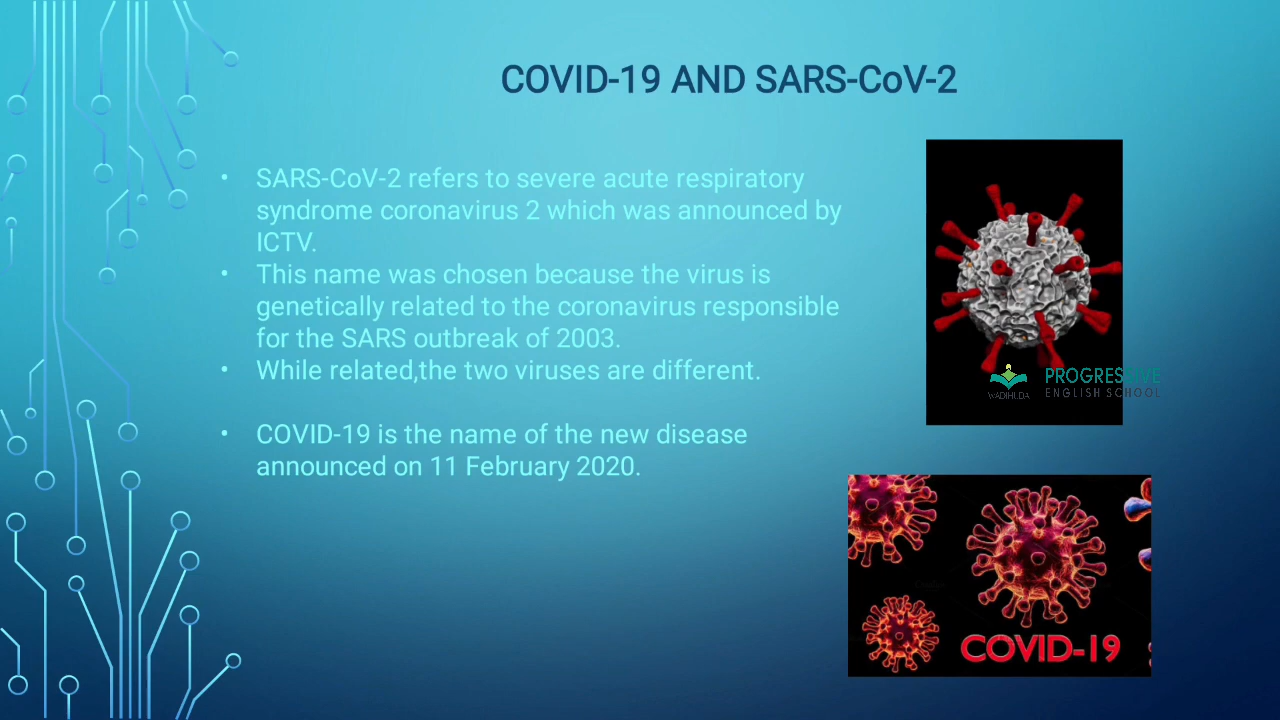 COVID-19 AND SARS-CoV-2
• SARS-CoV-2 refers to severe acute respiratory
syndrome coronavirus 2 which was announced by
ICTV.
• This name was chosen because the virus is
genetically related to the coronavirus responsible
for the SARS outbreak of 2003.
• While related,the two viruses are different.
• COVID-19 is the name of the new disease
announced on 11 February 2020.
WADIHUDA
PROGRESSIVE
ENGLISH SCHOOL
COVID-19